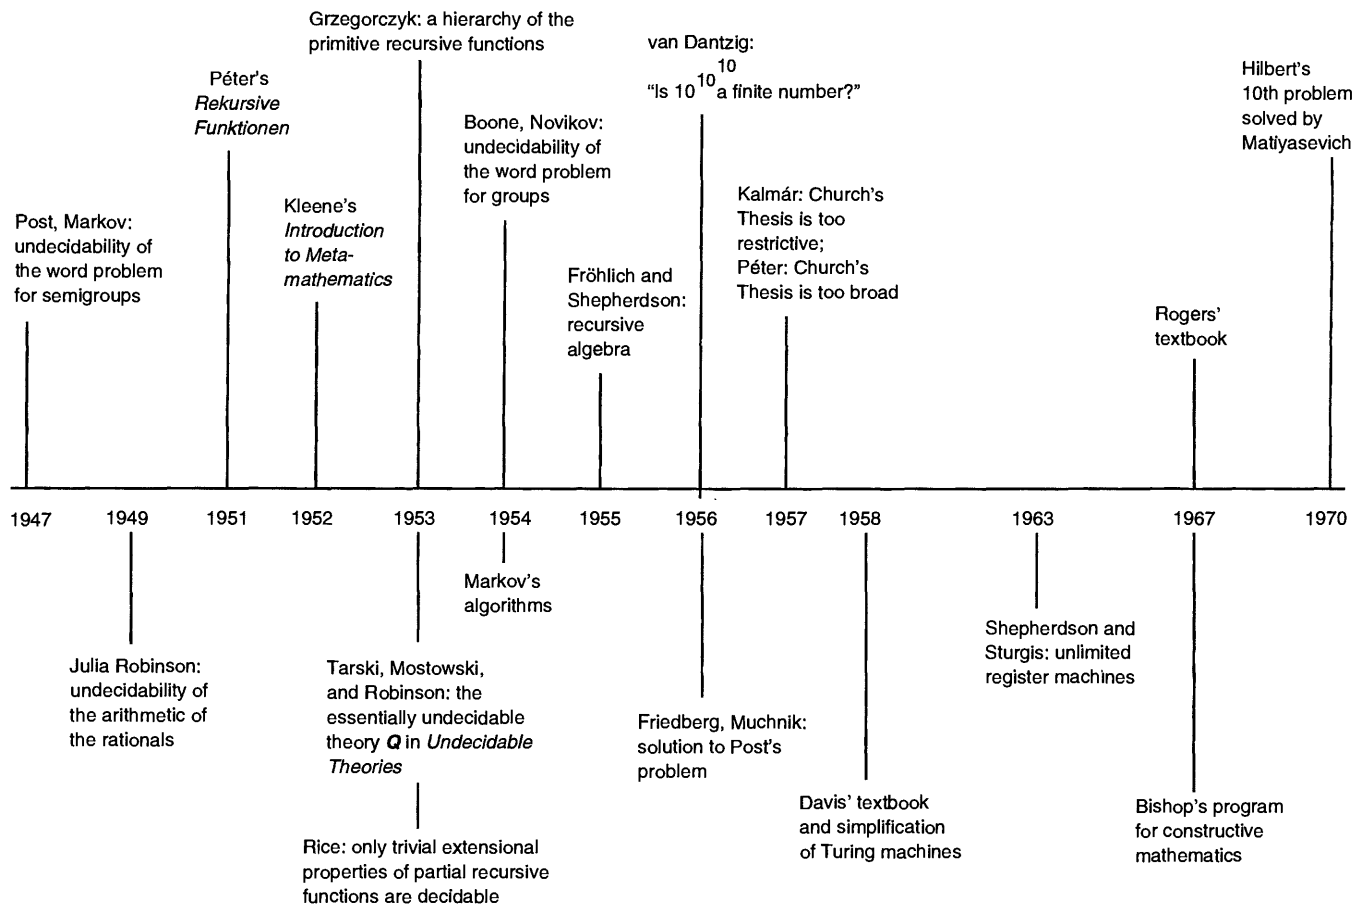 Grzegorczyk: a hierarchy of the
primitive recursive functions
van Dantzig:
“Is 10^10^10 a finite number?”
Hilbert's
10th problem
solved by
Matiyasevich
Péter's
Rekursive
Funktionen
Boone, Novikov:
undecidability of
the word problem
for groups
Kalmár: Church's
Thesis is too
restrictive;
Péter: Church's
Thesis is too broad
Kleene's
Introduction
to Meta-
mathematics
Post, Markov:
undecidability of
the word problem
for semigroups
Fröhlich and
Shepherdson:
recursive
algebra
Rogers'
textbook
1947 1949 1951 1952 1953 1954 1955 1956 1957 1958 1963 1967 1970
Markov's
algorithms
Julia Robinson:
undecidability of
the arithmetic of
the rationals
Tarski, Mostowski,
and Robinson: the
essentially undecidable
theory Q in Undecidable
Theories
Rice: only trivial extensional
properties of partial recursive
functions are decidable
Friedberg, Muchnik:
solution to Post's
problem
Davis' textbook
and simplification
of Turing machines
Shepherdson and
Sturgis: unlimited
register machines
Bishop's program
for constructive
mathematics